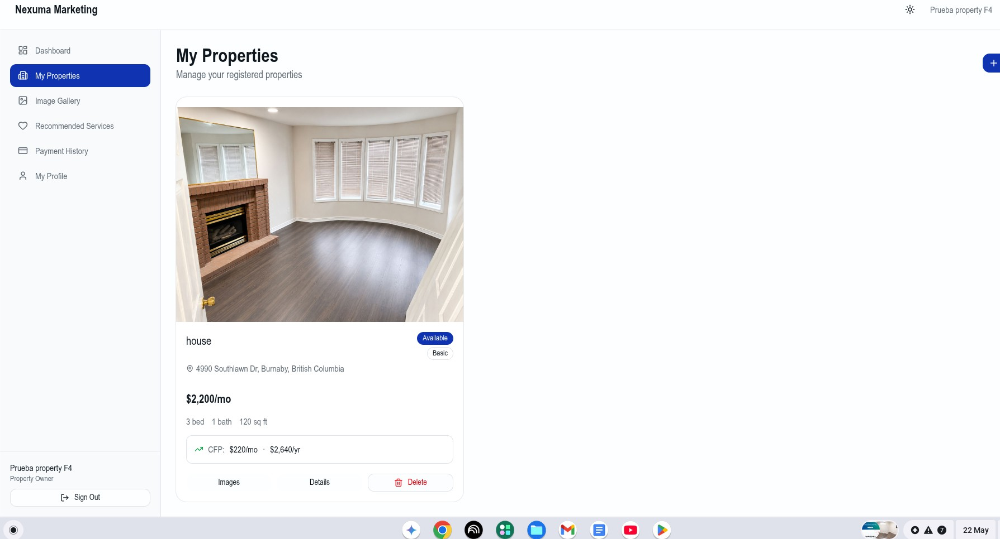 Nexuma Marketing
Prueba property F4
Dashboard
My Properties
Image Gallery
Recommended Services
Payment History
My Profile
My Properties
Manage your registered properties
house
Available
Basic
4990 Southlawn Dr, Burnaby, British Columbia
$2,200/mo
3 bed 1 bath 120 sq ft
CFP: $220/mo · $2,640/yr
Images Details Delete
Prueba property F4
Property Owner
Sign Out
7
22 May